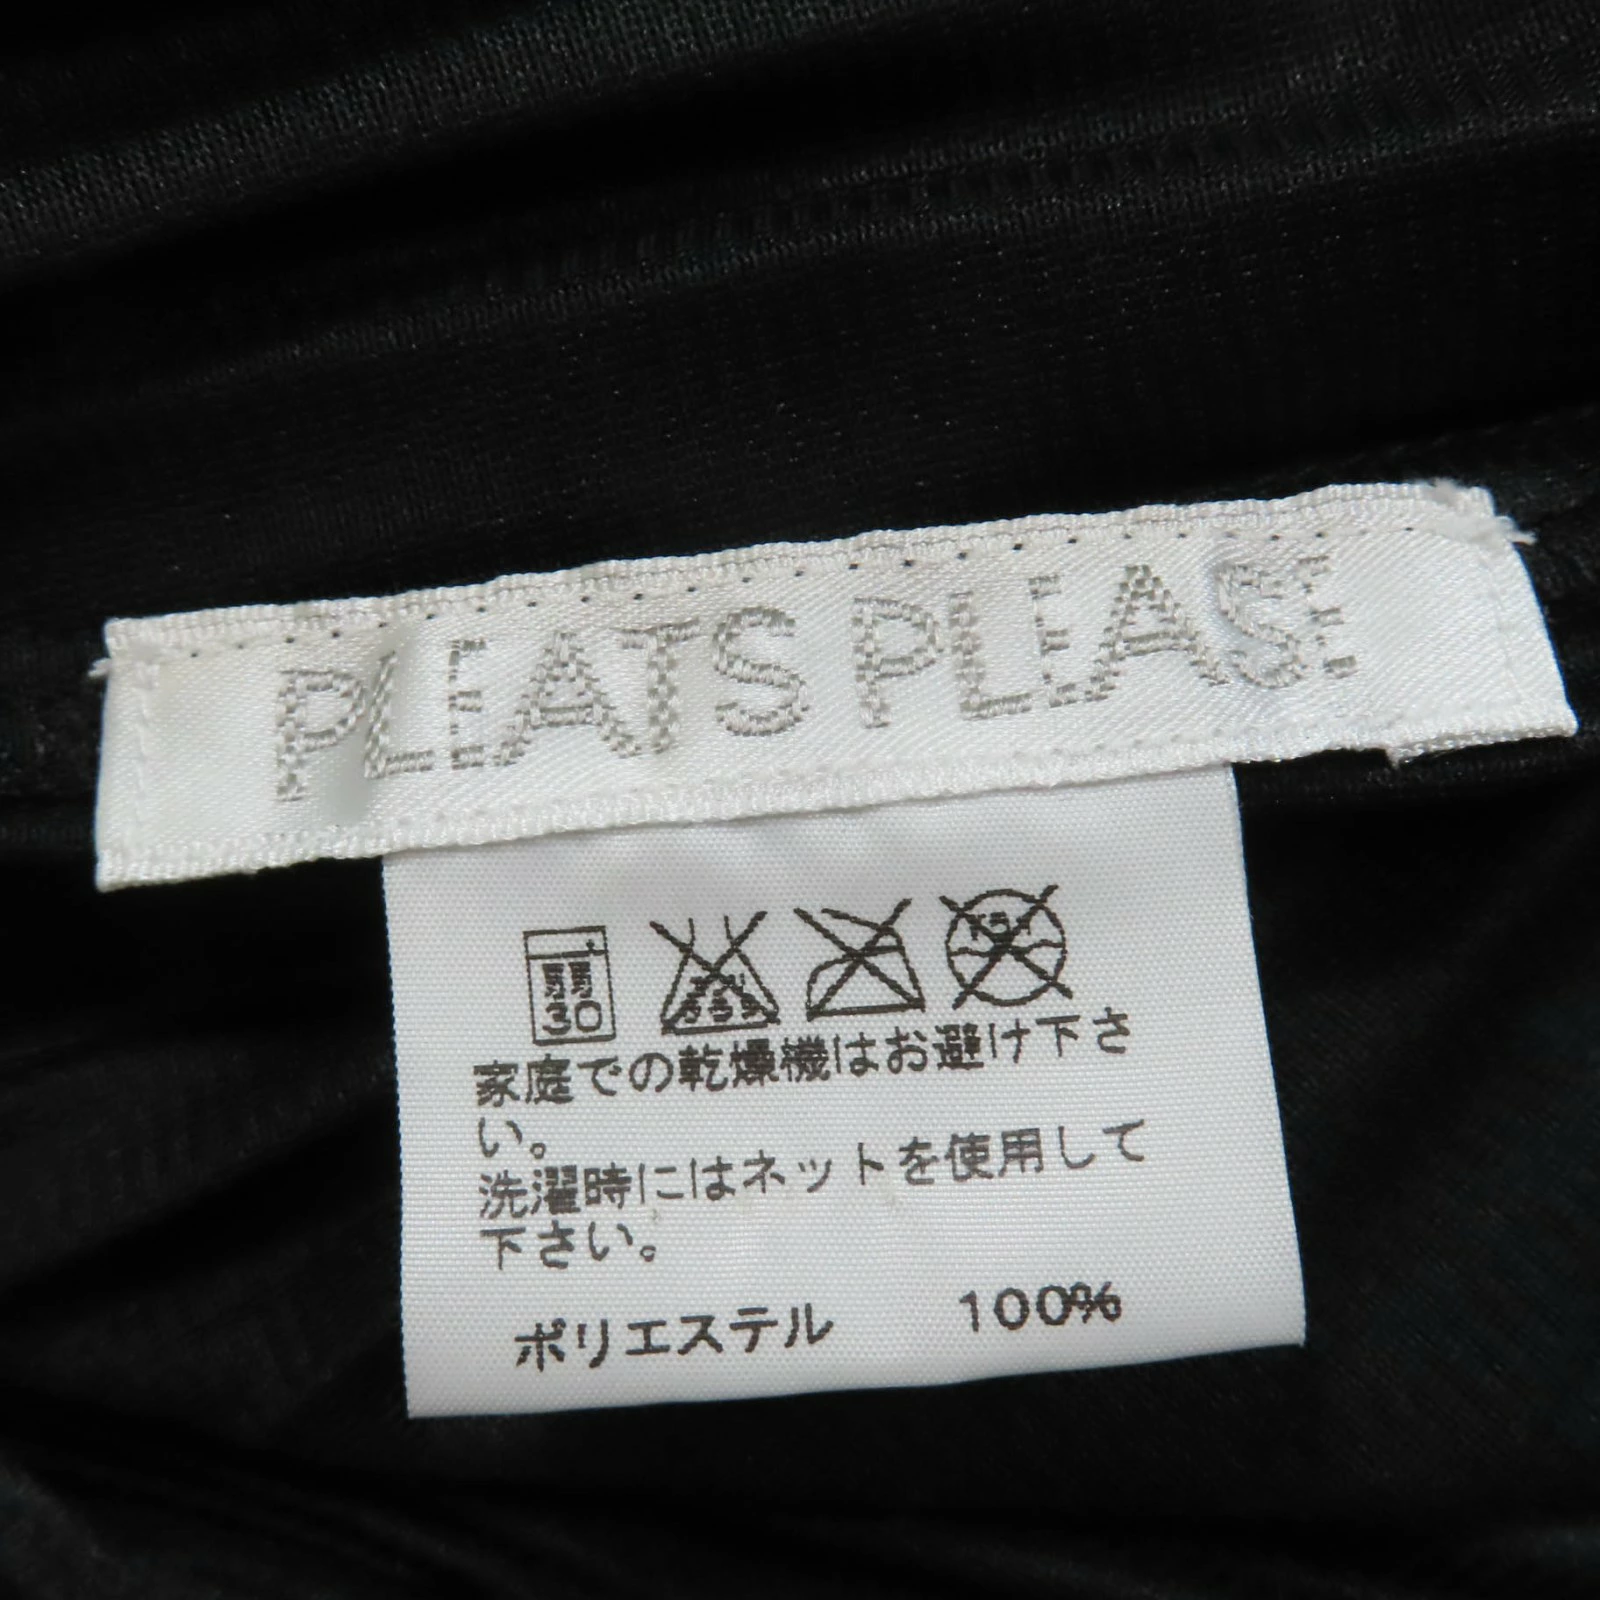 PLEATS PLEASE
弱
30
家庭での乾燥機はお避け下さ
い。
洗濯時にはネットを使用して
下さい。
ポリエステル 100%